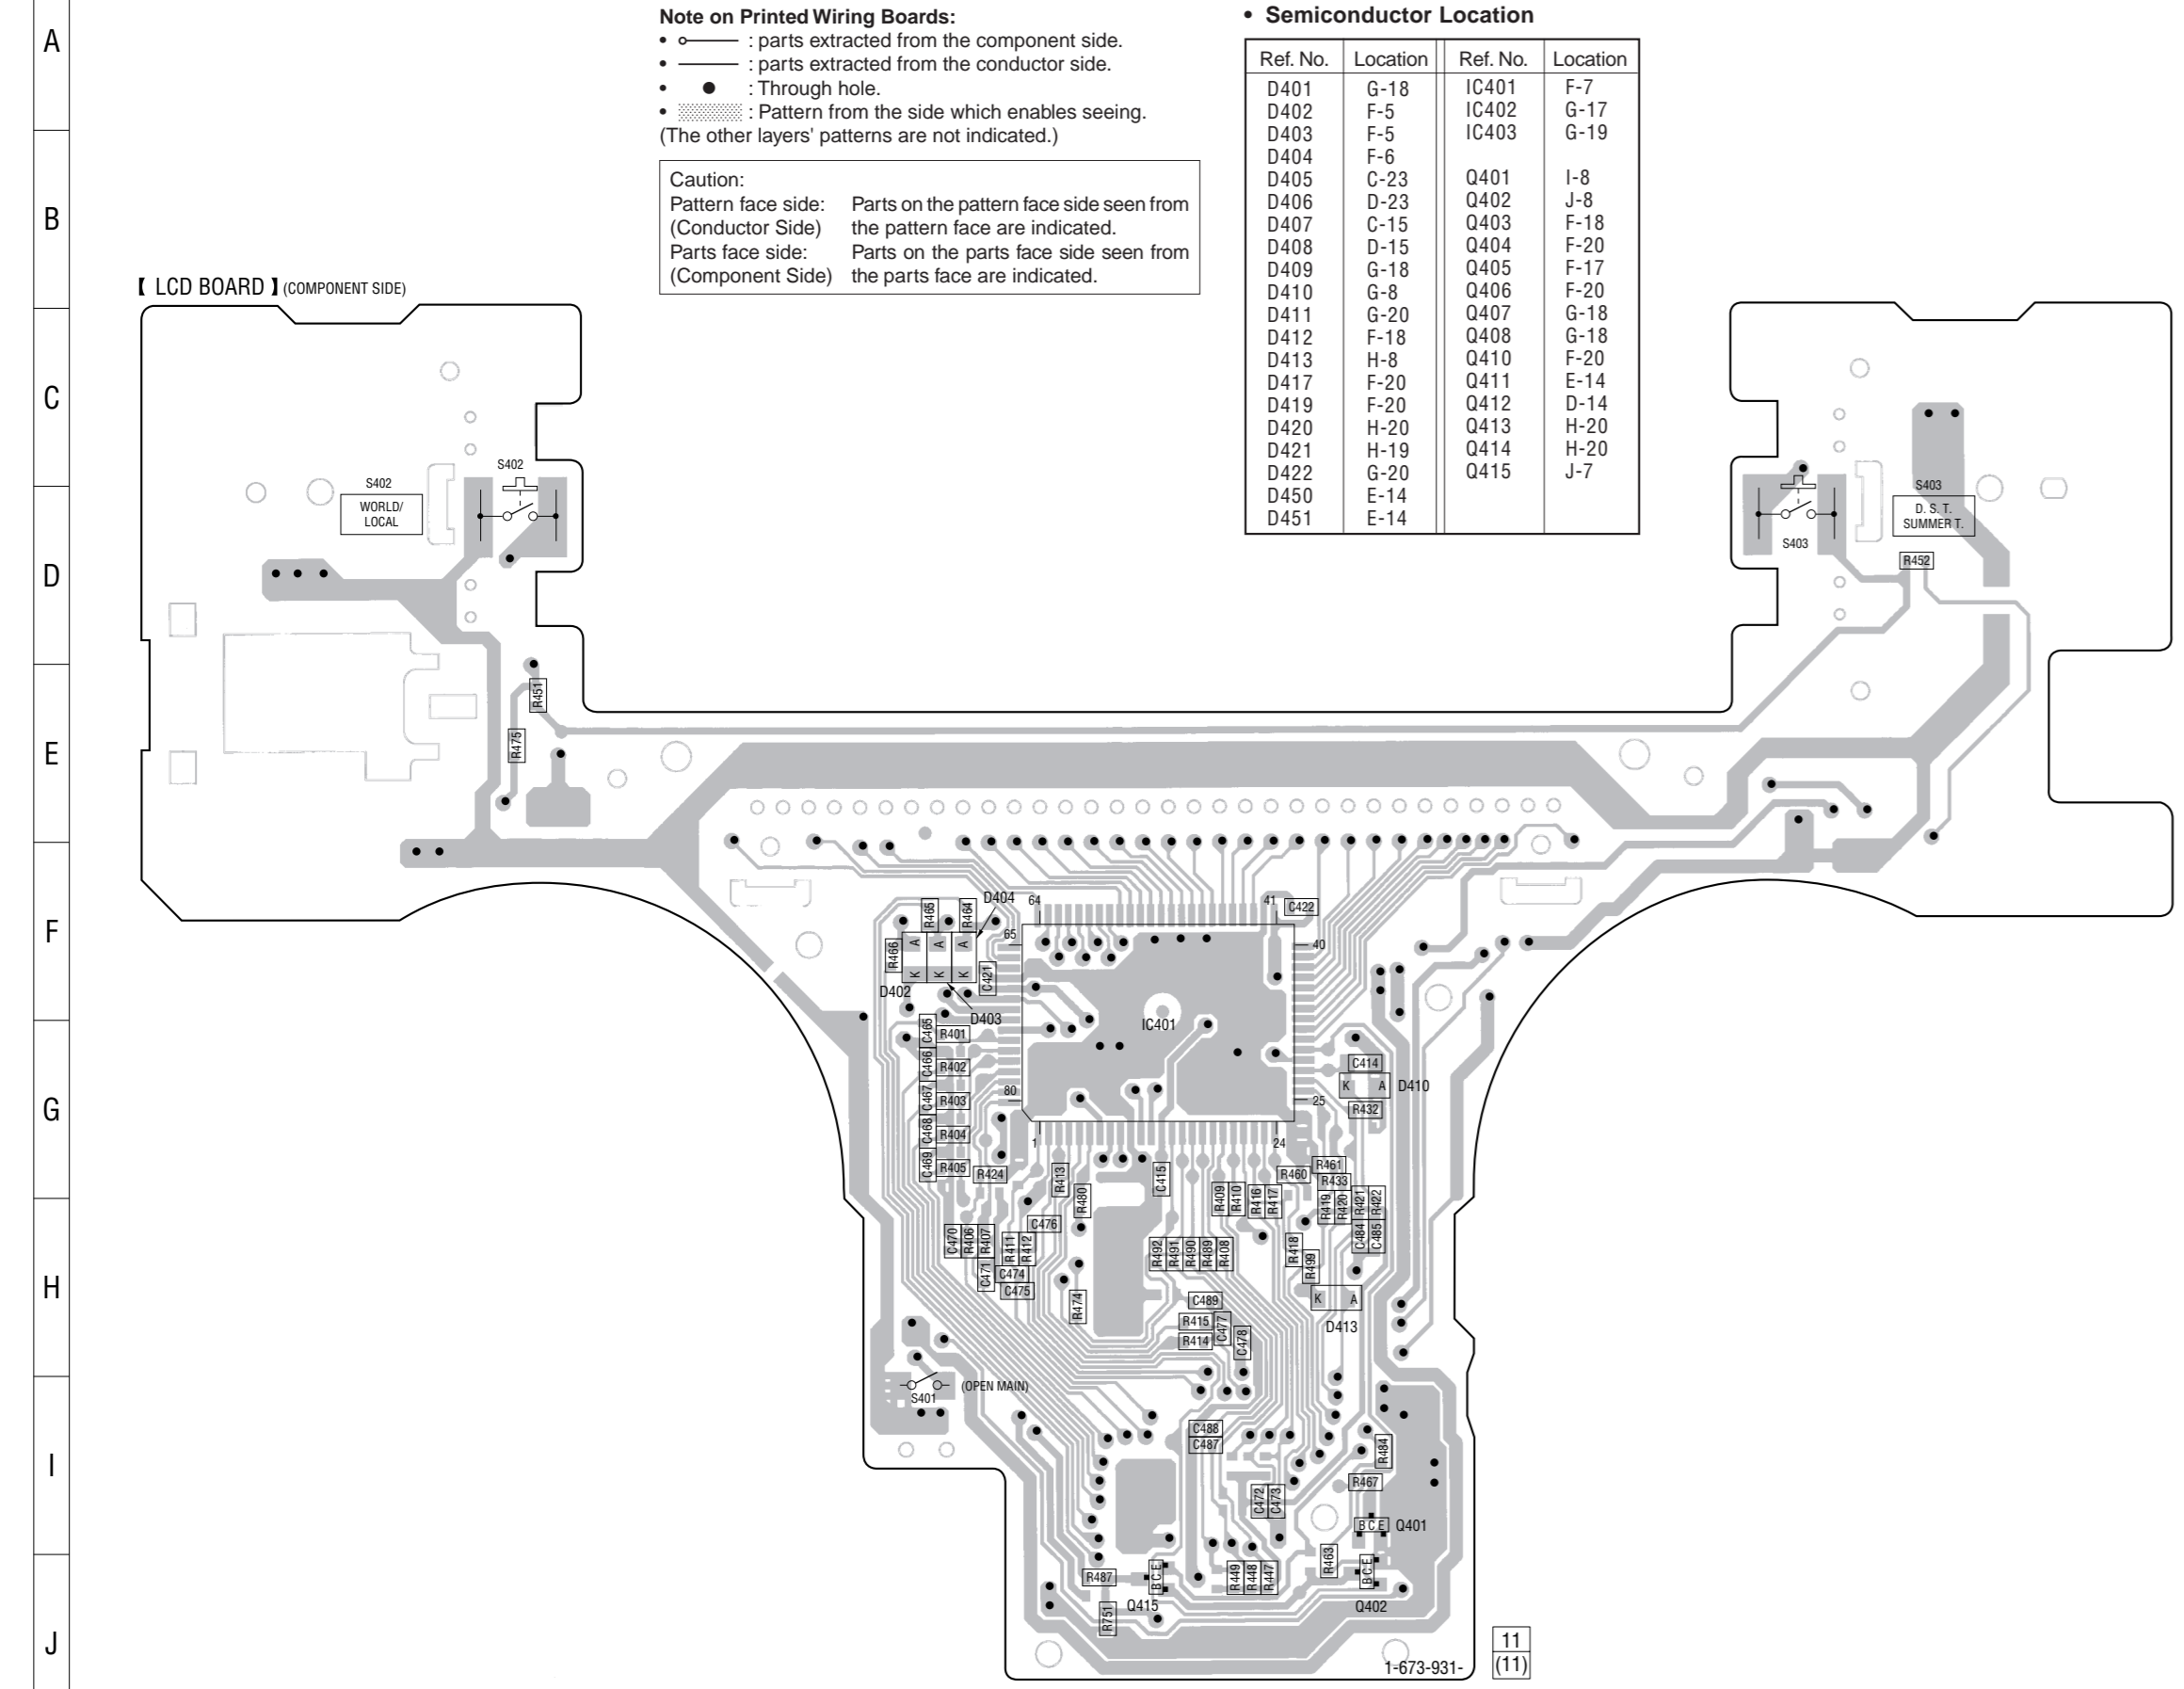 A
B
C
D
E
F
G
H
I
J
Note on Printed Wiring Boards:
• : parts extracted from the component side.
• : parts extracted from the conductor side.
• ● : Through hole.
• : Pattern from the side which enables seeing.
(The other layers' patterns are not indicated.)
Caution:
Pattern face side: Parts on the pattern face side seen from
(Conductor Side) the pattern face are indicated.
Parts face side: Parts on the parts face side seen from
(Component Side) the parts face are indicated.
• Semiconductor Location
Ref. No. Location Ref. No. Location
D401 G-18 IC401 F-7
D402 F-5 IC402 G-17
D403 F-5 IC403 G-19
D404 F-6
D405 C-23 Q401 I-8
D406 D-23 Q402 J-8
D407 C-15 Q403 F-18
D408 D-15 Q404 F-20
D409 G-18 Q405 F-17
D410 G-8 Q406 F-20
D411 G-20 Q407 G-18
D412 F-18 Q408 G-18
D413 H-8 Q410 F-20
D417 F-20 Q411 E-14
D419 F-20 Q412 D-14
D420 H-20 Q413 H-20
D421 H-19 Q414 H-20
D422 G-20 Q415 J-7
D450 E-14
D451 E-14
【 LCD BOARD 】 (COMPONENT SIDE)
S402
WORLD/
LOCAL
S402
S403
S403
D. S. T.
SUMMER T.
R452
R451
R475
D404
64
41
C422
R465
R464
65
40
A A A
R466
K K K
C421
D402
D403
IC401
C465
R401
C466
R402
C467
R403
C468
R404
C469
R405
80
25
1
24
C414
K A
D410
R432
R424
R413
R480
C415
R460
R461
R433
R409
R410
R416
R417
R419
R420
R421
R422
C484
C485
C476
C470
R406
R407
R411
R412
C471
C474
C475
R474
R492
R491
R490
R489
R408
R418
R499
C489
R415
R414
C477
C478
K A
D413
S401
(OPEN MAIN)
C488
C487
R484
R467
C472
C473
B C E
Q401
R463
B C E
Q402
R487
B C E
Q415
R751
R449
R448
R447
1-673-931-
11
(11)